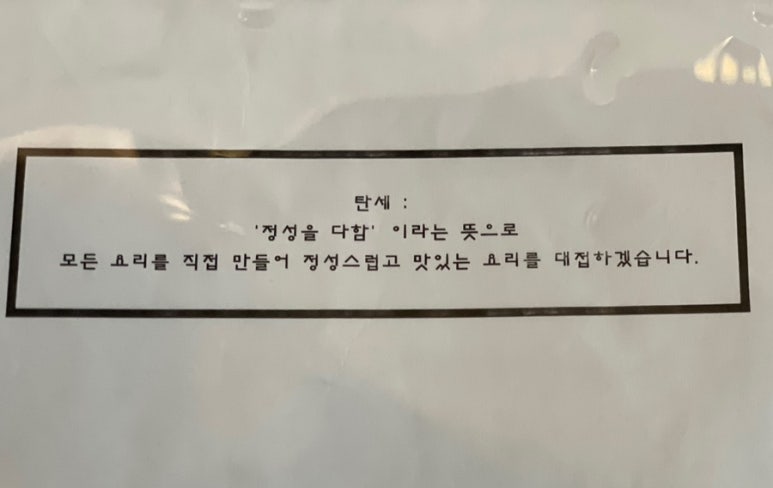 탄세 :
'정성을 다함' 이라는 뜻으로
모든 요리를 직접 만들어 정성스럽고 맛있는 요리를 대접하겠습니다.